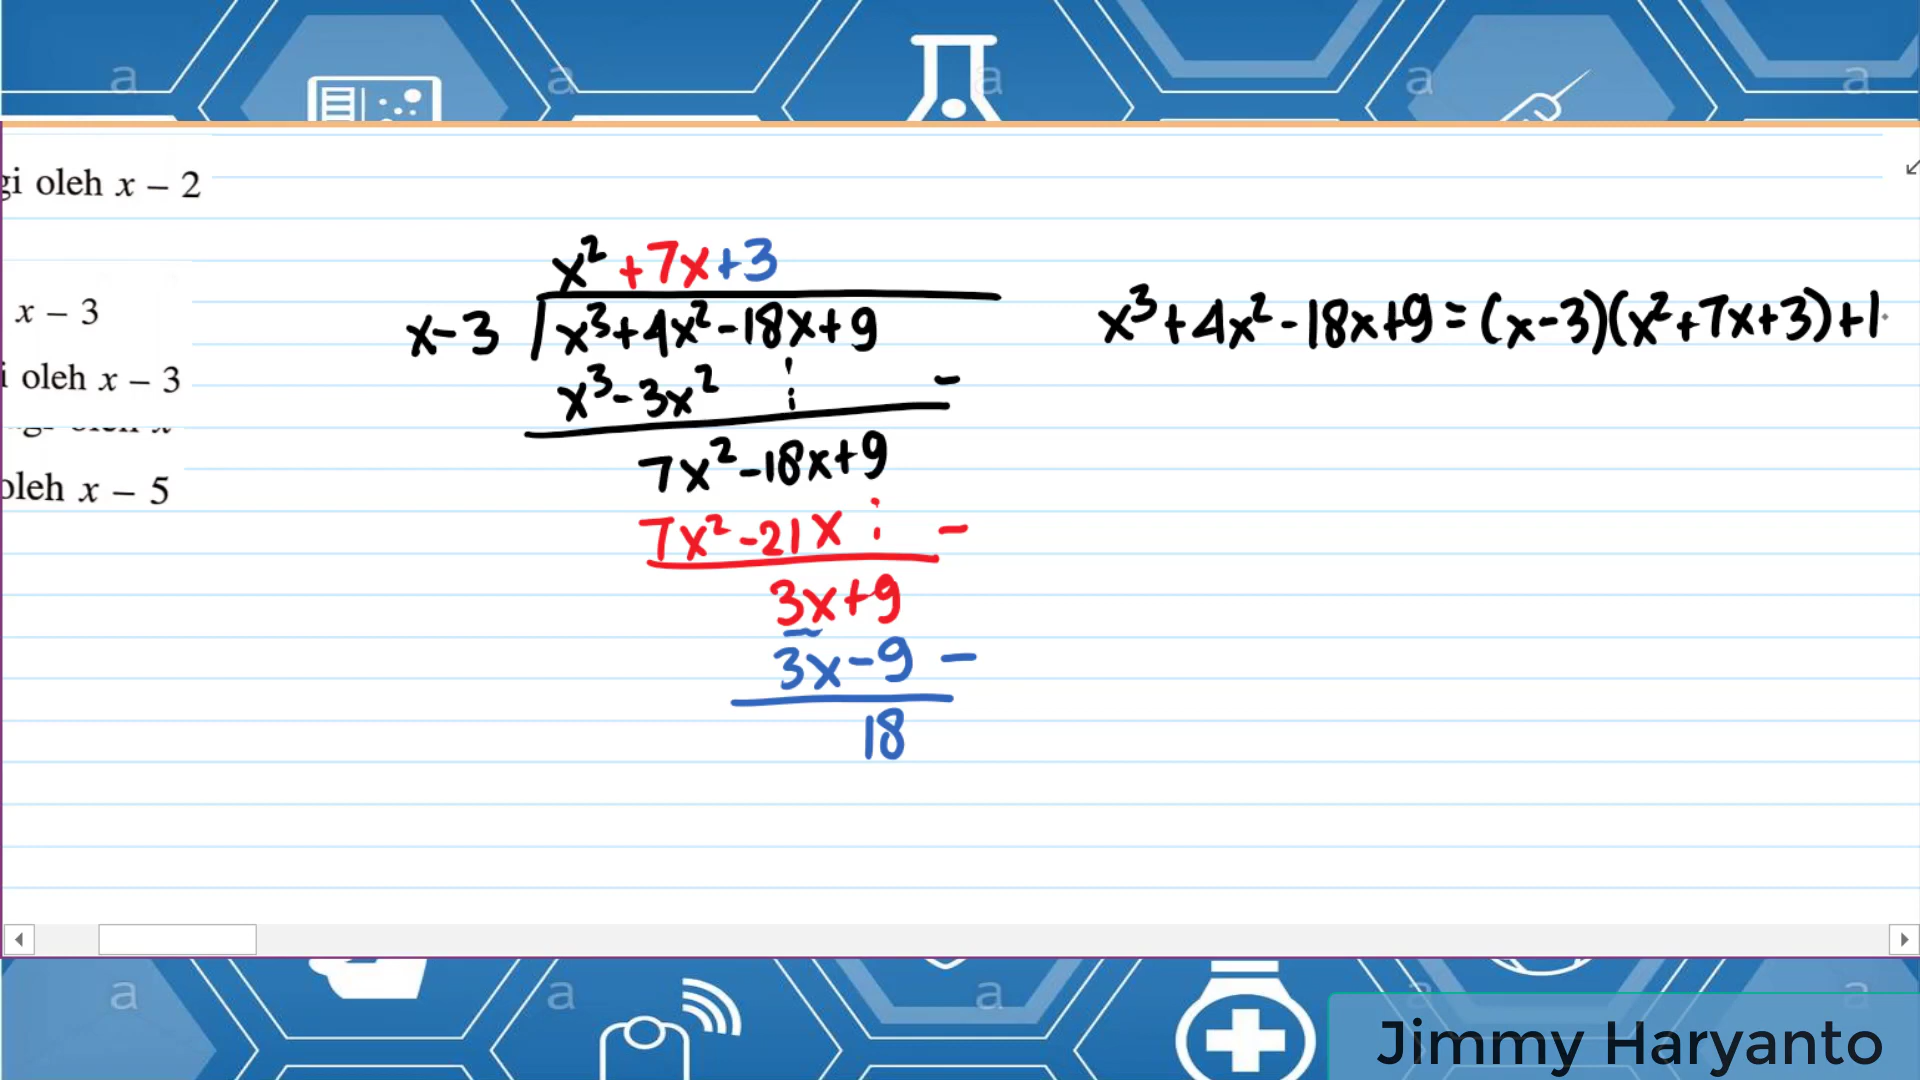 gi oleh x – 2
x – 3
i oleh x – 3
oleh x – 5
x² +7x+3
x-3 x³+4x²-18x+9
x³-3x² -
7x²-18x+9
7x²-21x -
3x+9
3x-9 -
18
x³+4x²-18x+9=(x-3)(x²+7x+3)+1
a a a a a
a a a a a
Jimmy Haryanto